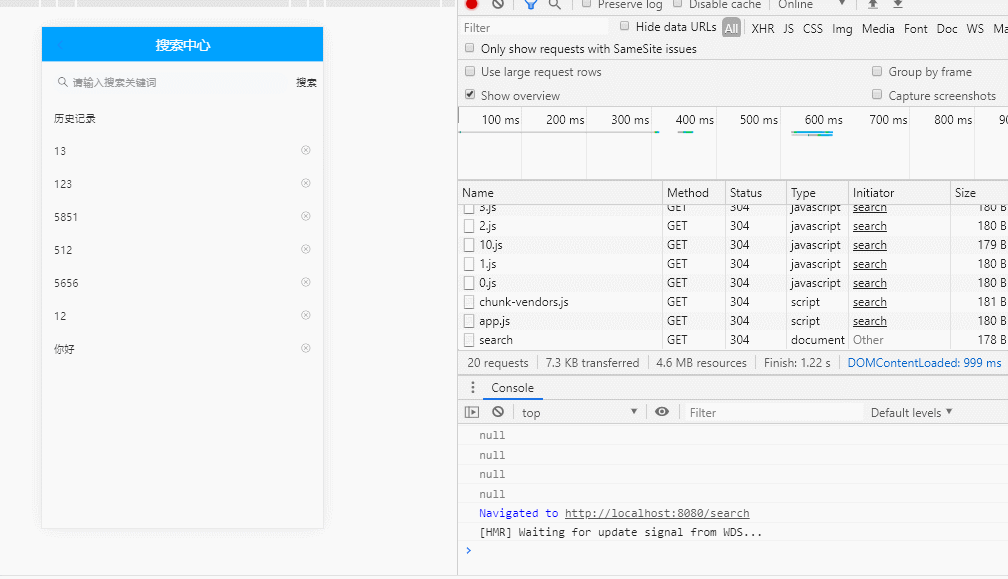 搜索中心
请输入搜索关键词 搜索
历史记录
13
123
5851
512
5656
12
你好
Preserve log Disable cache Online
Filter Hide data URLs All XHR JS CSS Img Media Font Doc WS Ma
Only show requests with SameSite issues
Use large request rows Group by frame
Show overview Capture screenshots
100 ms 200 ms 300 ms 400 ms 500 ms 600 ms 700 ms 800 ms 90
Name Method Status Type Initiator Size
3.js GET 304 javascript search 180 B
2.js GET 304 javascript search 180 B
10.js GET 304 javascript search 179 B
1.js GET 304 javascript search 180 B
0.js GET 304 javascript search 180 B
chunk-vendors.js GET 304 script search 181 B
app.js GET 304 script search 180 B
search GET 304 document Other 178 B
20 requests 7.3 KB transferred 4.6 MB resources Finish: 1.22 s DOMContentLoaded: 999 ms
Console
top Filter Default levels
null
null
null
null
Navigated to http://localhost:8080/search
[HMR] Waiting for update signal from WDS...